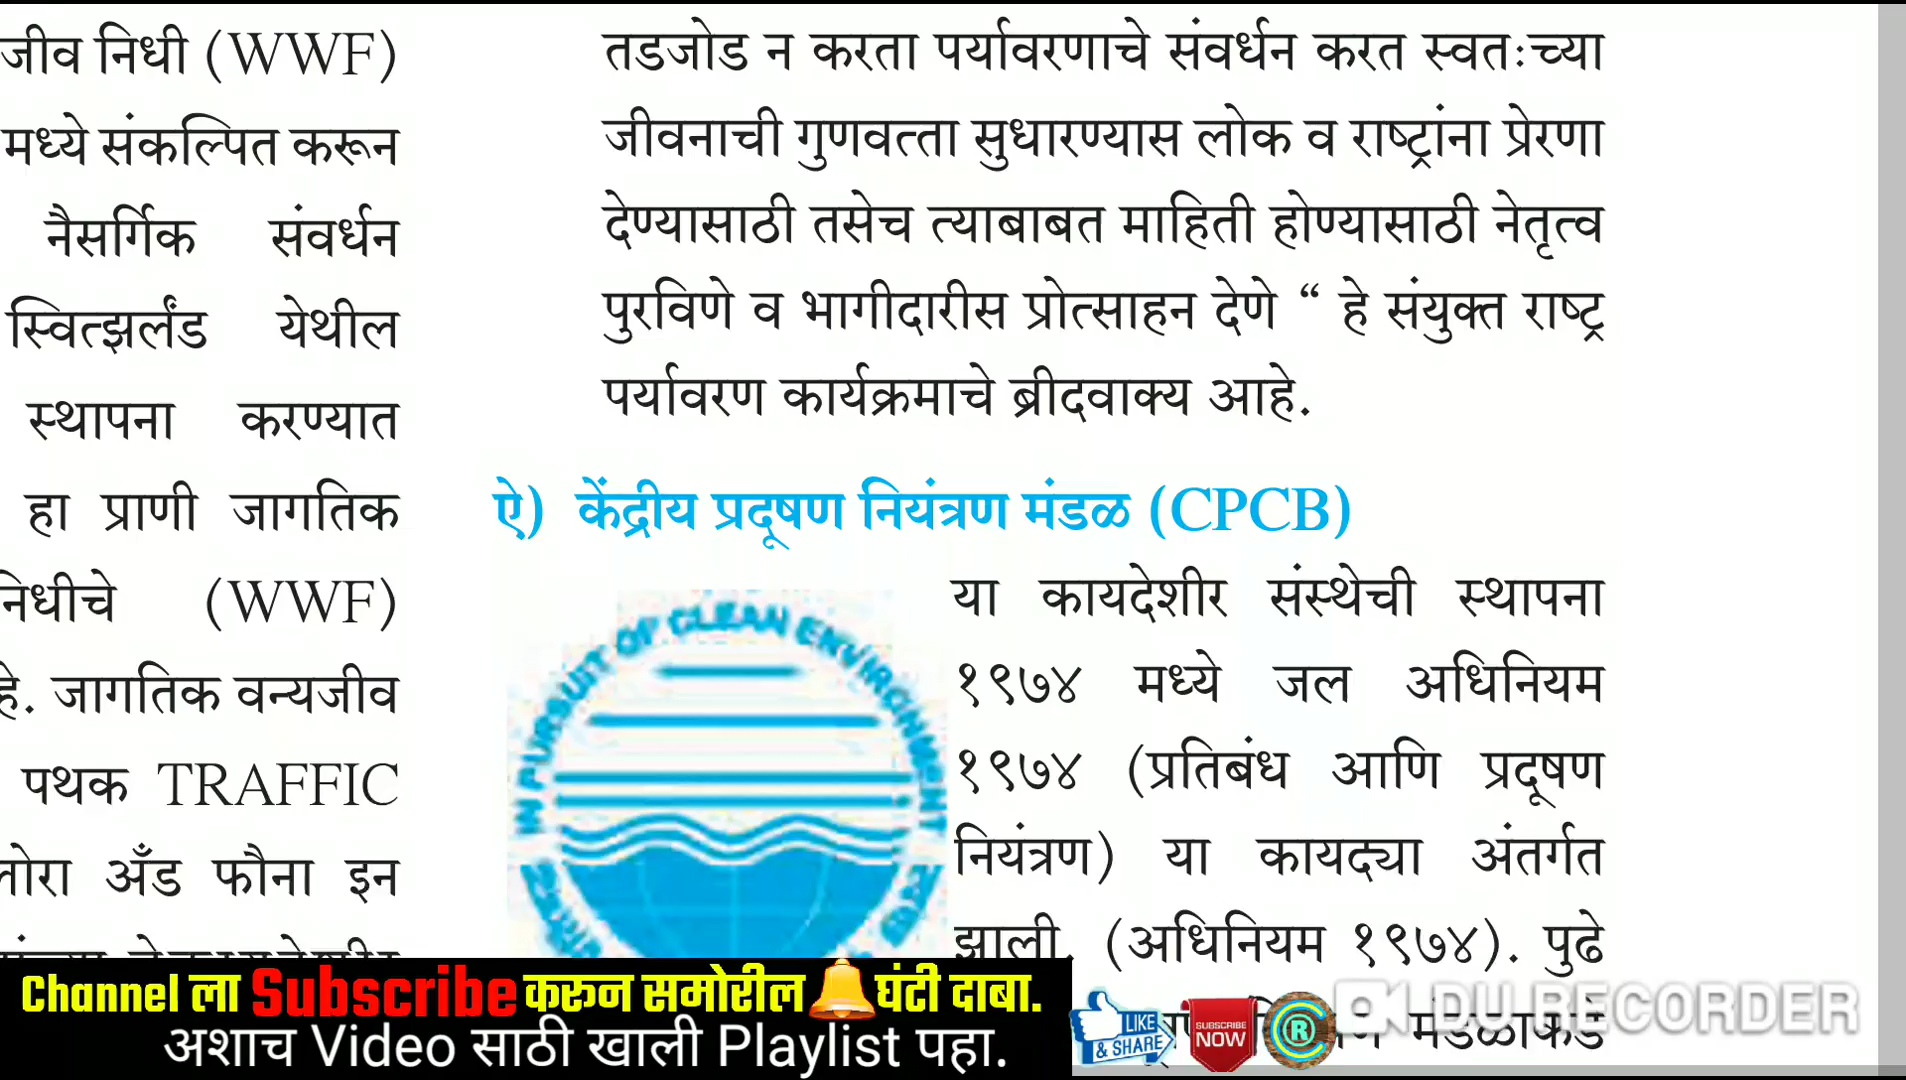 जीव निधी (WWF)
मध्ये संकल्पित करून
नैसर्गिक संवर्धन
स्वित्झर्लंड येथील
स्थापना करण्यात
हा प्राणी जागतिक
निधीचे (WWF)
हे. जागतिक वन्यजीव
पथक TRAFFIC
अँड फौना इन
तडजोड न करता पर्यावरणाचे संवर्धन करत स्वतःच्या
जीवनाची गुणवत्ता सुधारण्यास लोक व राष्ट्रांना प्रेरणा
देण्यासाठी तसेच त्याबाबत माहिती होण्यासाठी नेतृत्व
पुरविणे व भागीदारीस प्रोत्साहन देणे “ हे संयुक्त राष्ट्र
पर्यावरण कार्यक्रमाचे ब्रीदवाक्य आहे.
ऐ) केंद्रीय प्रदूषण नियंत्रण मंडळ (CPCB)
IN PURSUIT OF CLEAN ENVIRONMENT
या कायदेशीर संस्थेची स्थापना
१९७४ मध्ये जल अधिनियम
१९७४ (प्रतिबंध आणि प्रदूषण
नियंत्रण) या कायद्या अंतर्गत
झाली. (अधिनियम १९७४). पुढे
मंडळाकडे
Channel ला Subscribe करून समोरील घंटी दाबा.
अशाच Video साठी खाली Playlist पहा.
LIKE
& SHARE
SUBSCRIBE
NOW
R
DU RECORDER